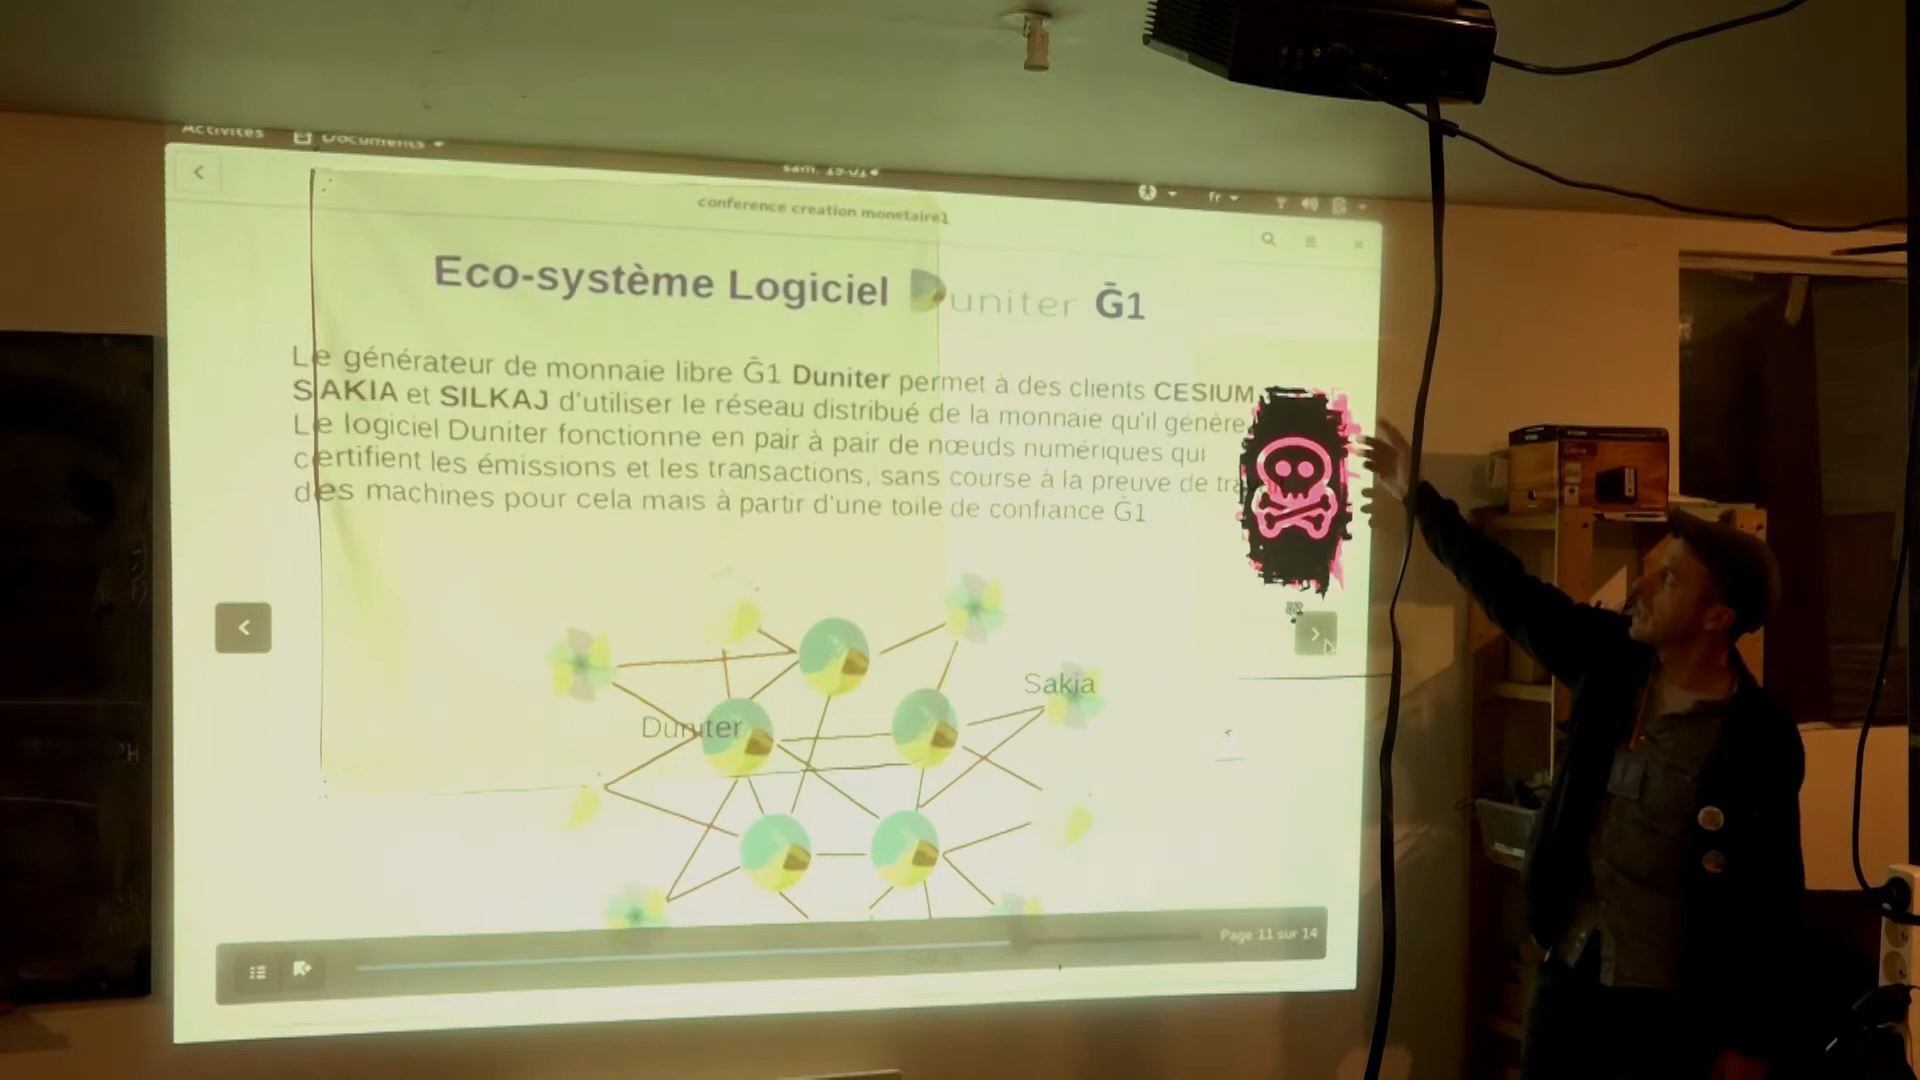 Activités Documents
fr
conference creation monetaire1
Eco-système Logiciel Duniter Ğ1
Le générateur de monnaie libre Ğ1 Duniter permet à des clients CESIUM
SAKIA et SILKAJ d'utiliser le réseau distribué de la monnaie qu'il génère
Le logiciel Duniter fonctionne en pair à pair de nœuds numériques qui
certifient les émissions et les transactions, sans course à la preuve de
des machines pour cela mais à partir d'une toile de confiance Ğ1
Sakia
Duniter
Page 11 sur 14